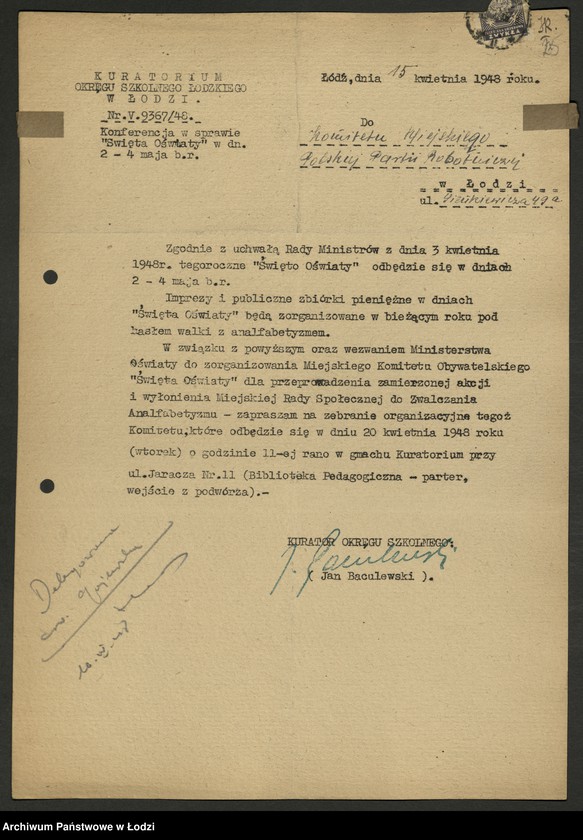 KURATORIUM
OKRĘGU SZKOLNEGO ŁODZKIEGO
W ŁODZI.
Nr.V.9367/48.
Konferencja w sprawie
"Święta Oświaty" w dn.
2 - 4 maja b.r.
Łódź, dnia 15 kwietnia 1948 roku.
Do
Komitetu Miejskiego
Polskiej Partii Robotniczej
w Łodzi
ul. Sienkiewicza 49a
Zgodnie z uchwałą Rady Ministrów z dnia 3 kwietnia
1948r. tegoroczne "Święto Oświaty" odbędzie się w dniach
2 - 4 maja b.r.
Imprezy i publiczne zbiórki pieniężne w dniach
"Święta Oświaty" będą zorganizowane w bieżącym roku pod
hasłem walki z analfabetyzmem.
W związku z powyższym oraz wezwaniem Ministerstwa
Oświaty do zorganizowania Miejskiego Komitetu Obywatelskiego
"Święta Oświaty" dla przeprowadzenia zamierzonej akcji
i wyłonienia Miejskiej Rady Społecznej do Zwalczania
Analfabetyzmu - zapraszam na zebranie organizacyjne tegoż
Komitetu, które odbędzie się w dniu 20 kwietnia 1948 roku
(wtorek) o godzinie 11-ej rano w gmachu Kuratorium przy
ul.Jaracza Nr.11 (Biblioteka Pedagogiczna - parter,
wejście z podwórza).-
KURATOR OKRĘGU SZKOLNEGO:
( Jan Baculewski ).
Archiwum Państwowe w Łodzi